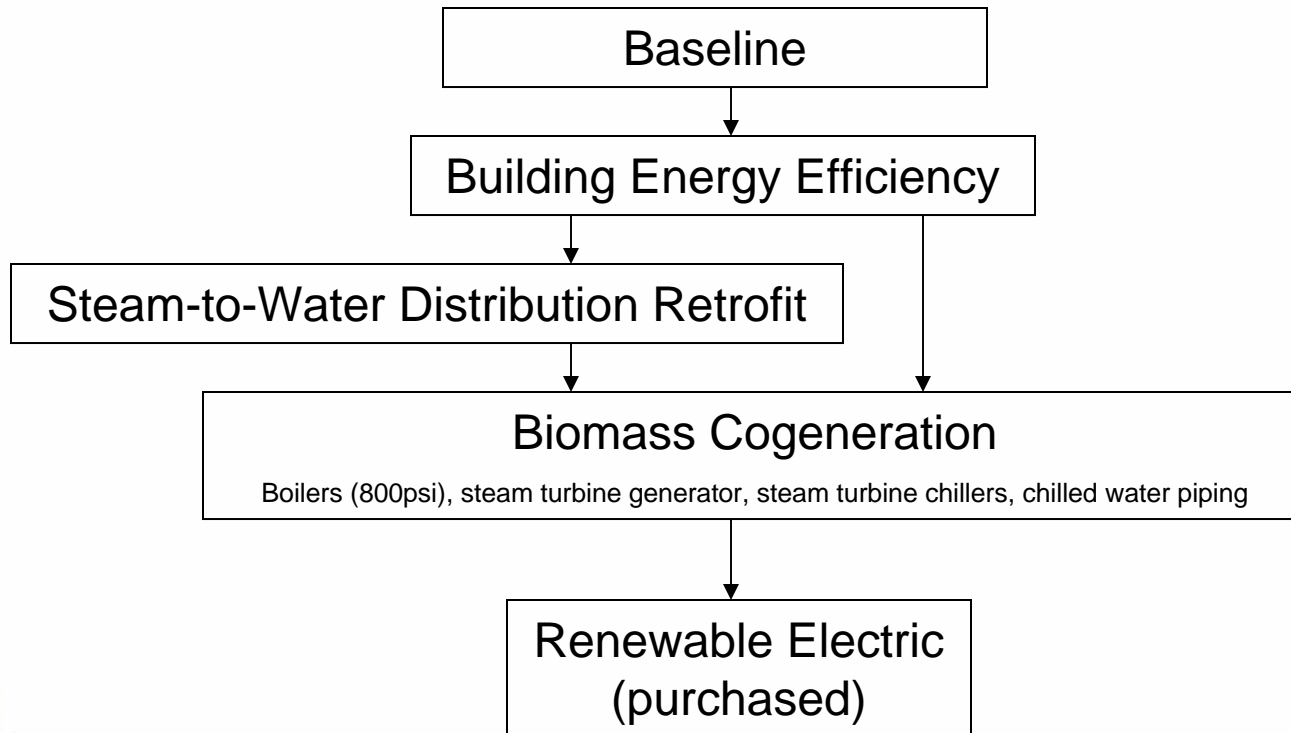 Baseline
Building Energy Efficiency
Steam-to-Water Distribution Retrofit
Biomass Cogeneration
Boilers (800psi), steam turbine generator, steam turbine chillers, chilled water piping
Renewable Electric
(purchased)